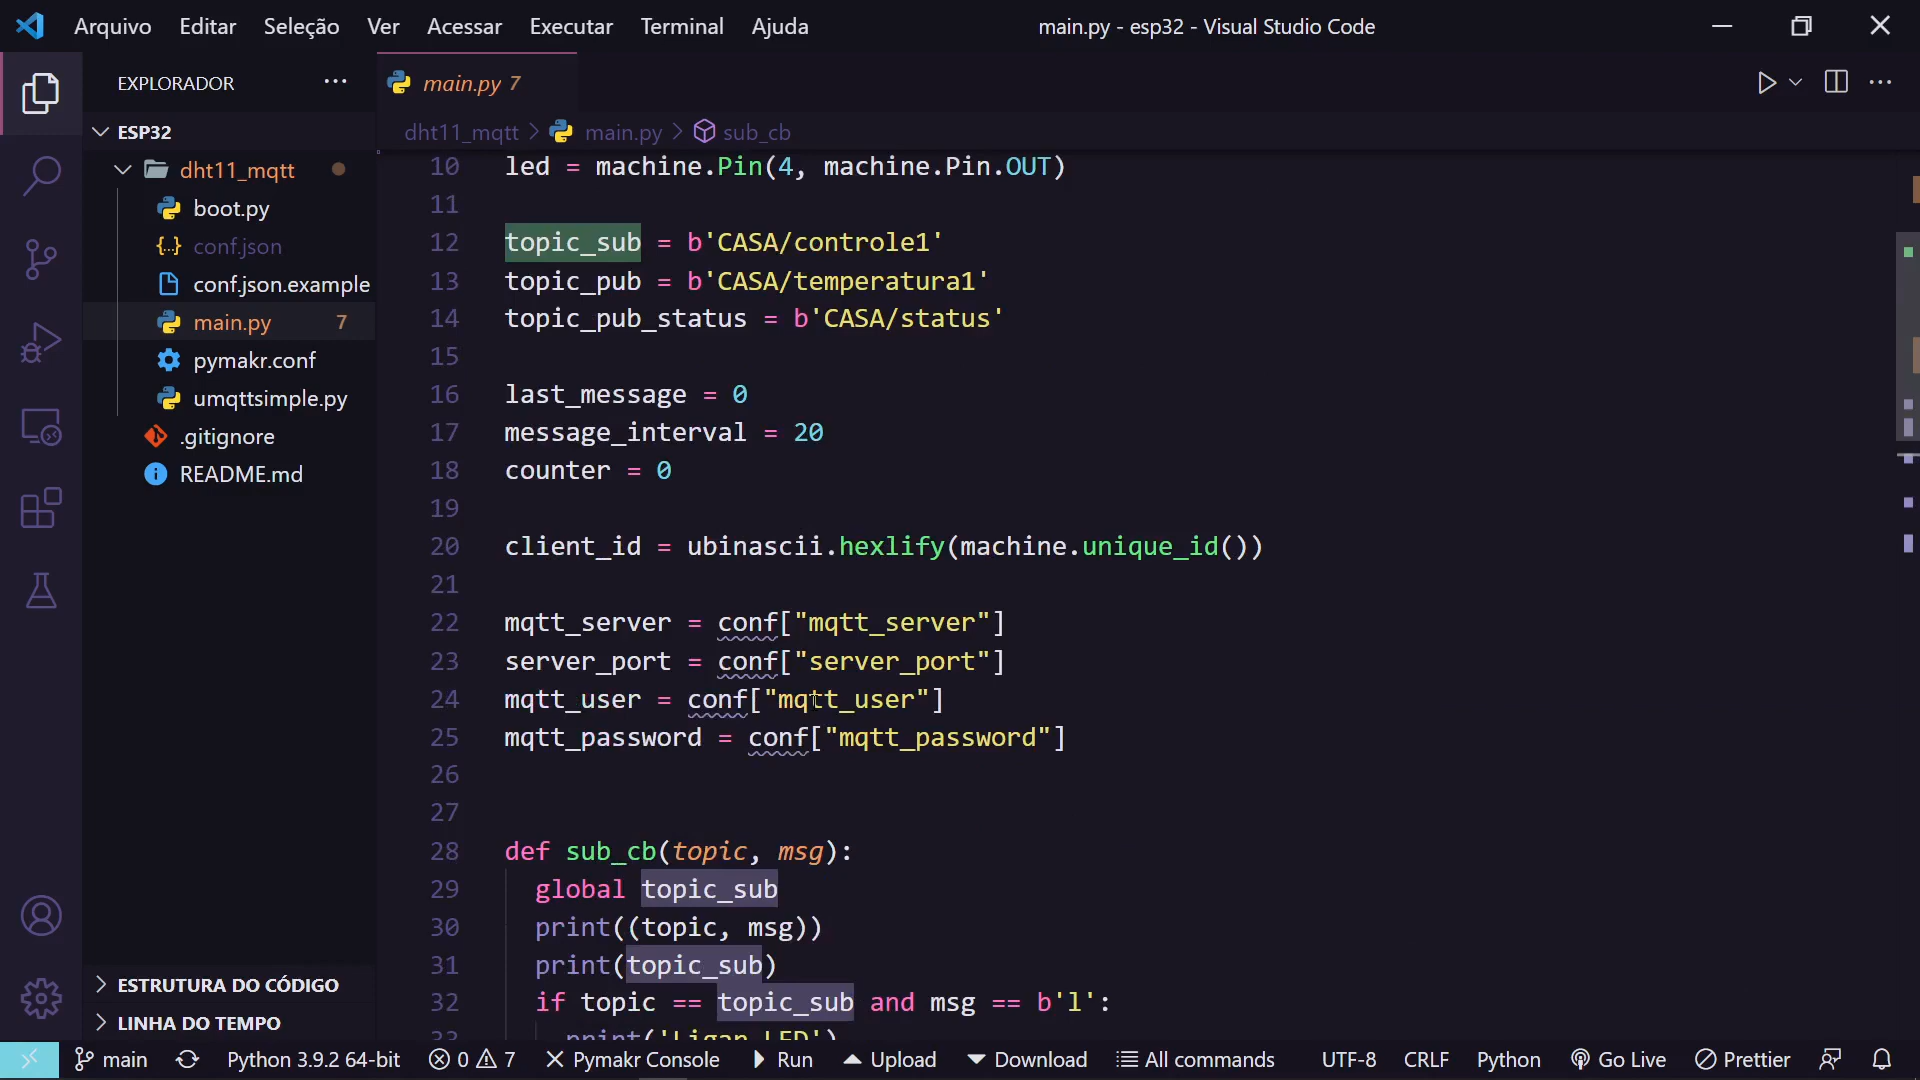 Arquivo Editar Seleção Ver Acessar Executar Terminal Ajuda main.py - esp32 - Visual Studio Code
EXPLORADOR
main.py 7
ESP32
dht11_mqtt
boot.py
conf.json
conf.json.example
main.py 7
pymakr.conf
umqttsimple.py
.gitignore
README.md
ESTRUTURA DO CÓDIGO
LINHA DO TEMPO
dht11_mqtt > main.py > sub_cb
10 led = machine.Pin(4, machine.Pin.OUT)
11
12 topic_sub = b'CASA/controle1'
13 topic_pub = b'CASA/temperatura1'
14 topic_pub_status = b'CASA/status'
15
16 last_message = 0
17 message_interval = 20
18 counter = 0
19
20 client_id = ubinascii.hexlify(machine.unique_id())
21
22 mqtt_server = conf["mqtt_server"]
23 server_port = conf["server_port"]
24 mqtt_user = conf["mqtt_user"]
25 mqtt_password = conf["mqtt_password"]
26
27
28 def sub_cb(topic, msg):
29 global topic_sub
30 print((topic, msg))
31 print(topic_sub)
32 if topic == topic_sub and msg == b'l':
33 print('Ligan LED')
main Python 3.9.2 64-bit 0 7 Pymakr Console Run Upload Download All commands UTF-8 CRLF Python Go Live Prettier